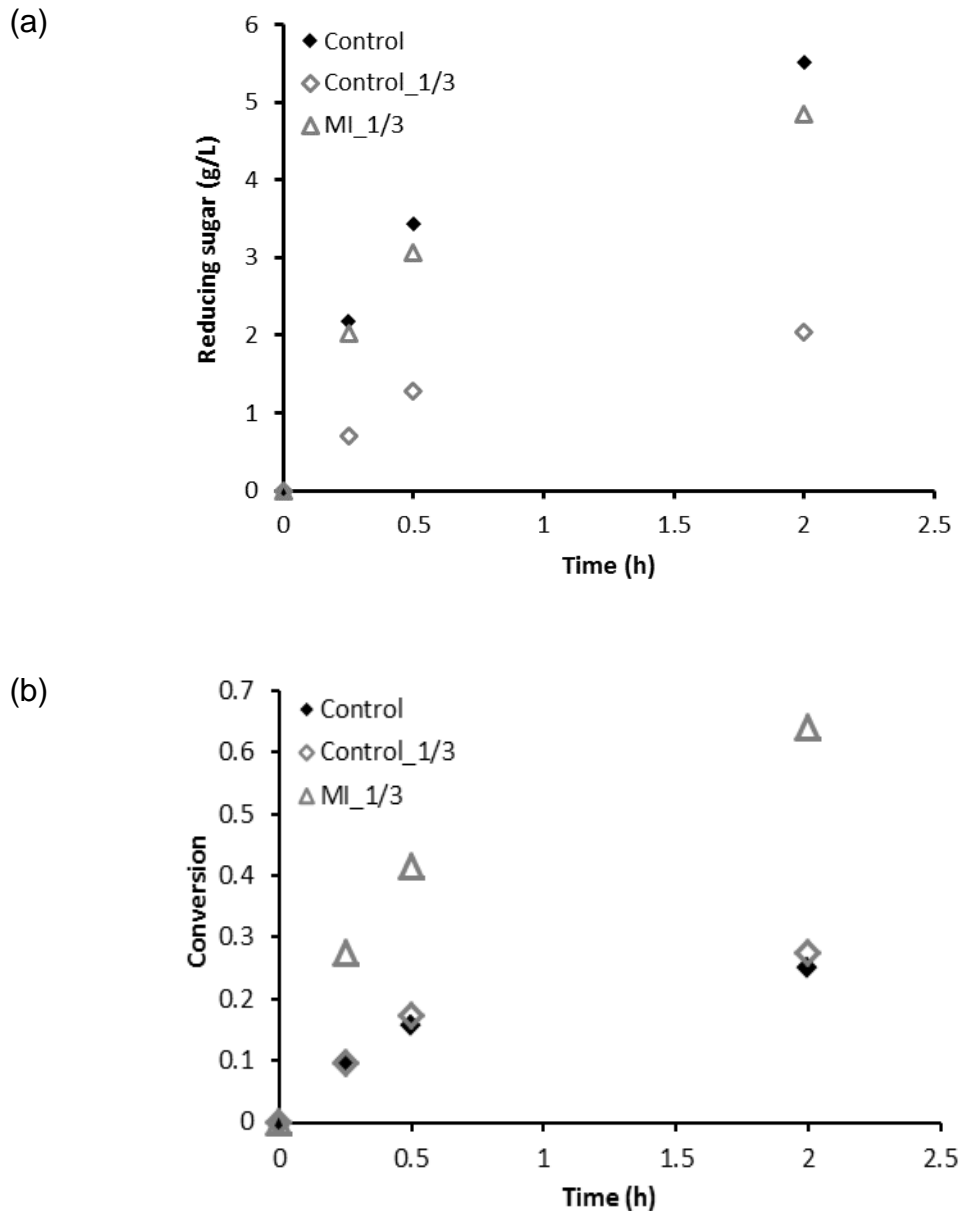 (a)
6
5
4
3
2
1
0
Reducing sugar (g/L)
Control
Control_1/3
MI_1/3
0 0.5 1 1.5 2 2.5
Time (h)
(b)
0.7
0.6
0.5
0.4
0.3
0.2
0.1
0
Conversion
Control
Control_1/3
MI_1/3
0 0.5 1 1.5 2 2.5
Time (h)